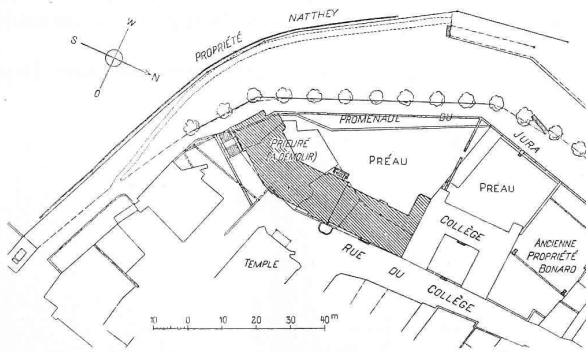 W
S
N
O
PROPRIÉTÉ NATTHEY
PROMENADE DU JURA
PRIEURÉ
(A DÉMOLIR)
PRÉAU
PRÉAU
COLLÈGE
ANCIENNE
PROPRIÉTÉ
BONARD
TEMPLE
RUE DU COLLÈGE
10 0 10 20 30 40 m